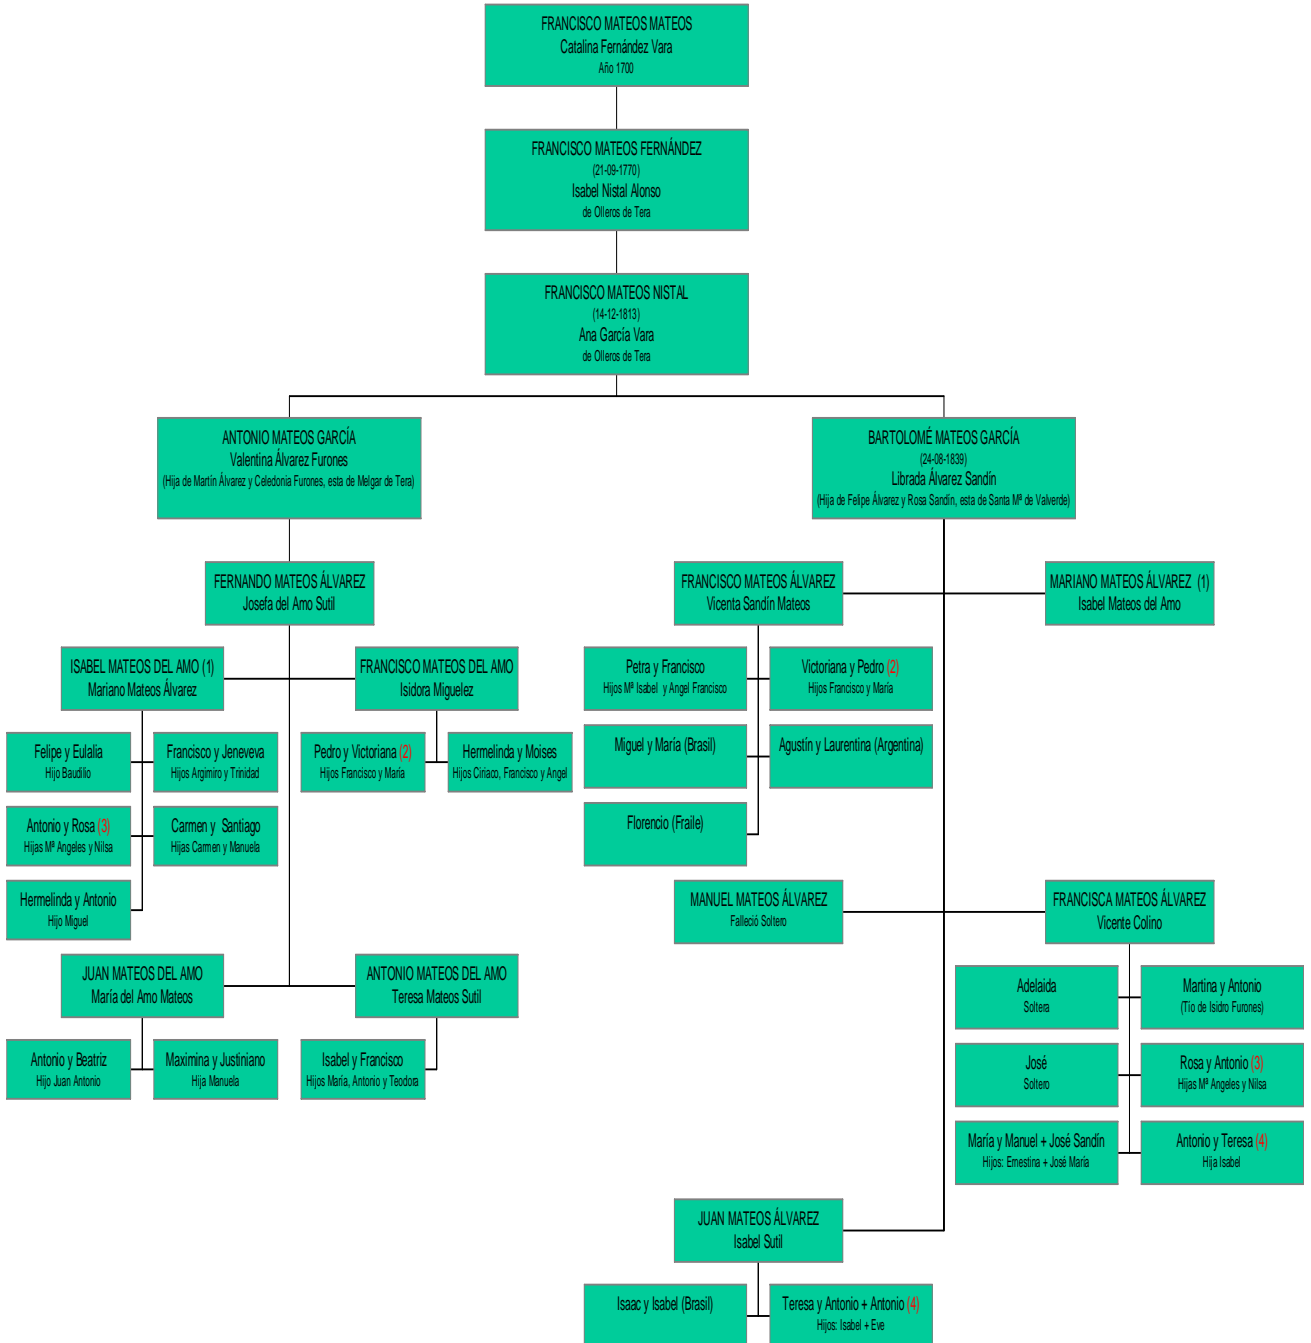 FRANCISCO MATEOS MATEOS
Catalina Fernández Vara
Año 1700
FRANCISCO MATEOS FERNÁNDEZ
(21-09-1770)
Isabel Nistal Alonso
de Olleros de Tera
FRANCISCO MATEOS NISTAL
(14-12-1813)
Ana García Vara
de Olleros de Tera
ANTONIO MATEOS GARCÍA
Valentina Álvarez Furones
(Hija de Martín Álvarez y Celedonia Furones, esta de Melgar de Tera)
BARTOLOMÉ MATEOS GARCÍA
(24-08-1839)
Librada Álvarez Sandín
(Hija de Felipe Álvarez y Rosa Sandín, esta de Santa Mª de Valverde)
FERNANDO MATEOS ÁLVAREZ
Josefa del Amo Sutil
FRANCISCO MATEOS ÁLVAREZ
Vicenta Sandín Mateos
MARIANO MATEOS ÁLVAREZ (1)
Isabel Mateos del Amo
ISABEL MATEOS DEL AMO (1)
Mariano Mateos Álvarez
FRANCISCO MATEOS DEL AMO
Isidora Miguelez
Petra y Francisco
Hijos Mª Isabel y Angel Francisco
Victoriana y Pedro (2)
Hijos Francisco y María
Felipe y Eulalia
Hijo Baudilio
Francisco y Jeneveva
Hijos Argimiro y Trinidad
Pedro y Victoriana (2)
Hijos Francisco y María
Hermelinda y Moises
Hijos Ciriaco, Francisco y Angel
Miguel y María (Brasil)
Agustín y Laurentina (Argentina)
Antonio y Rosa (3)
Hijas Mª Angeles y Nilsa
Carmen y Santiago
Hijas Carmen y Manuela
Florencio (Fraile)
Hermelinda y Antonio
Hijo Miguel
MANUEL MATEOS ÁLVAREZ
Falleció Soltero
FRANCISCA MATEOS ÁLVAREZ
Vicente Colino
JUAN MATEOS DEL AMO
María del Amo Mateos
ANTONIO MATEOS DEL AMO
Teresa Mateos Sutil
Adelaida
Soltera
Martina y Antonio
(Tío de Isidro Furones)
Antonio y Beatriz
Hijo Juan Antonio
Maximina y Justiniano
Hija Manuela
Isabel y Francisco
Hijos María, Antonio y Teodora
José
Soltero
Rosa y Antonio (3)
Hijas Mª Angeles y Nilsa
María y Manuel + José Sandín
Hijos: Ernestina + José María
Antonio y Teresa (4)
Hija Isabel
JUAN MATEOS ÁLVAREZ
Isabel Sutil
Isaac y Isabel (Brasil)
Teresa y Antonio + Antonio (4)
Hijos: Isabel + Eve